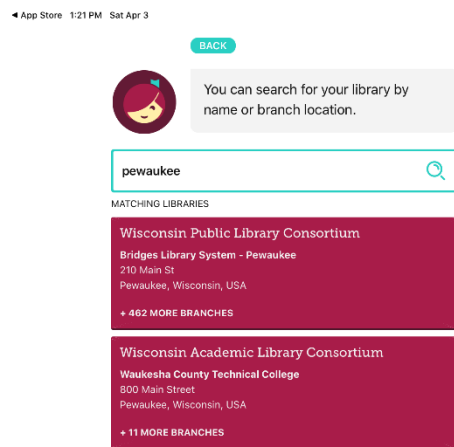 ◄ App Store 1:21 PM Sat Apr 3
BACK
You can search for your library by
name or branch location.
pewaukee
MATCHING LIBRARIES
Wisconsin Public Library Consortium
Bridges Library System - Pewaukee
210 Main St
Pewaukee, Wisconsin, USA
+ 462 MORE BRANCHES
Wisconsin Academic Library Consortium
Waukesha County Technical College
800 Main Street
Pewaukee, Wisconsin, USA
+ 11 MORE BRANCHES